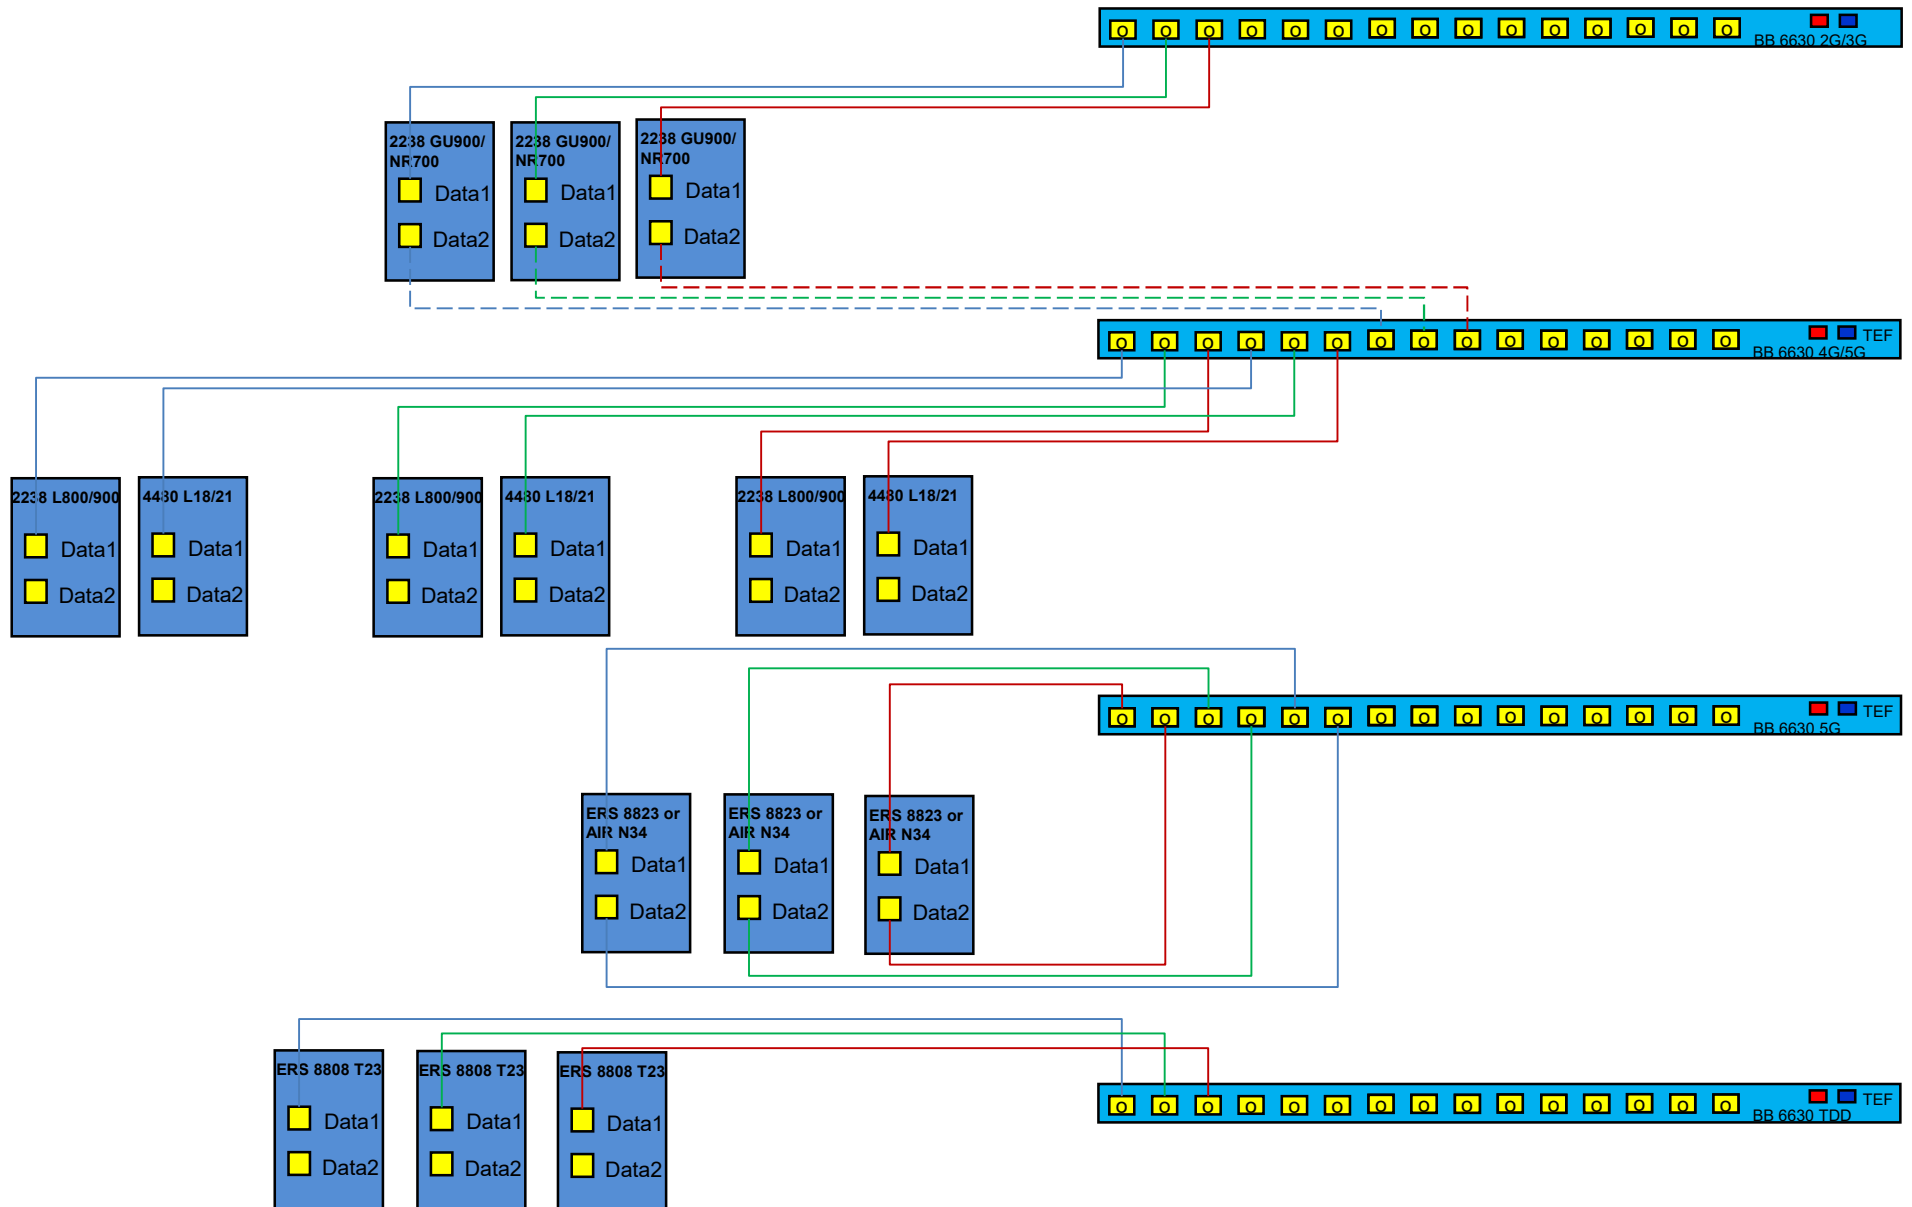 O O O O O O O O O O O O O O O
BB 6630 2G/3G
2238 GU900/
NR700
Data1
Data2
2238 GU900/
NR700
Data1
Data2
2238 GU900/
NR700
Data1
Data2
O O O O O O O O O O O O O O O
TEF
BB 6630 4G/5G
2238 L800/900
Data1
Data2
4480 L18/21
Data1
Data2
2238 L800/900
Data1
Data2
4480 L18/21
Data1
Data2
2238 L800/900
Data1
Data2
4480 L18/21
Data1
Data2
O O O O O O O O O O O O O O O
TEF
BB 6630 5G
ERS 8823 or
AIR N34
Data1
Data2
ERS 8823 or
AIR N34
Data1
Data2
ERS 8823 or
AIR N34
Data1
Data2
ERS 8808 T23
Data1
Data2
ERS 8808 T23
Data1
Data2
ERS 8808 T23
Data1
Data2
O O O O O O O O O O O O O O O
TEF
BB 6630 TDD